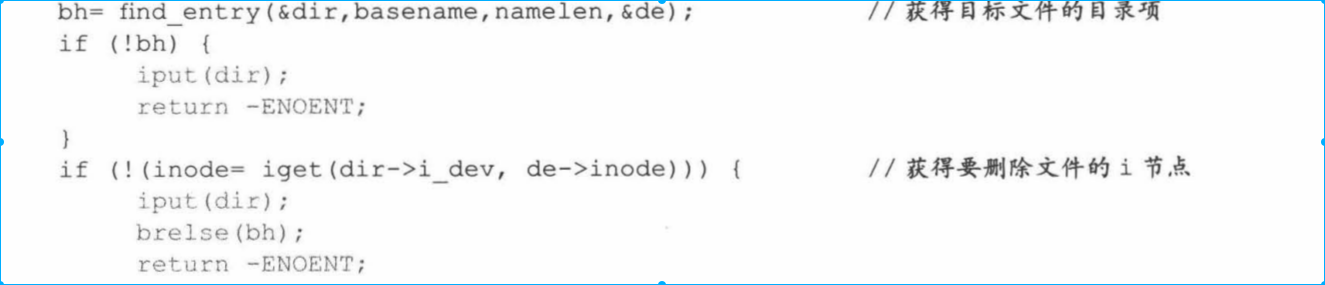 bh= find_entry(&dir,basename,namelen,&de); //获得目标文件的目录项
if (!bh) {
iput(dir);
return -ENOENT;
}
if (!(inode= iget(dir->i_dev, de->inode))) { //获得要删除文件的 i 节点
iput(dir);
brelse(bh);
return -ENOENT;